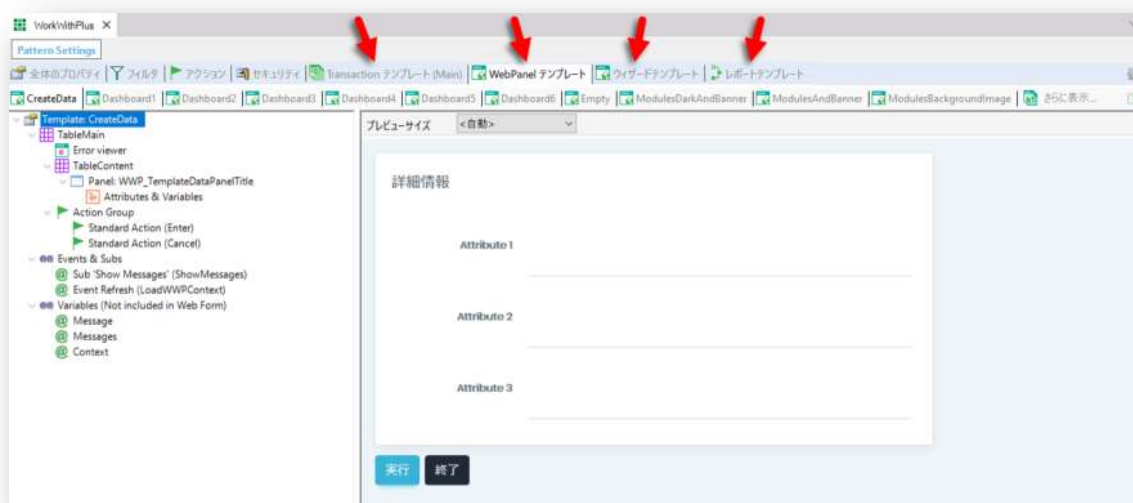 WorkWithPlus
Pattern Settings
全体のプロパティ フィルタ アクション セキュリティ Transaction テンプレート (Main) WebPanel テンプレート ウィザードテンプレート レポートテンプレート
CreateData Dashboard1 Dashboard2 Dashboard3 Dashboard4 Dashboard5 Dashboard6 Empty ModulesDarkAndBanner ModulesAndBanner ModulesBackgroundImage さらに表示...
Template: CreateData
TableMain
Error viewer
TableContent
Panel: WWP_TemplateDataPanelTitle
Attributes & Variables
Action Group
Standard Action (Enter)
Standard Action (Cancel)
Events & Subs
Sub 'Show Messages' (ShowMessages)
Event Refresh (LoadWWPContext)
Variables (Not included in Web Form)
Message
Messages
Context
プレビューサイズ <自動>
詳細情報
Attribute 1
Attribute 2
Attribute 3
実行 終了